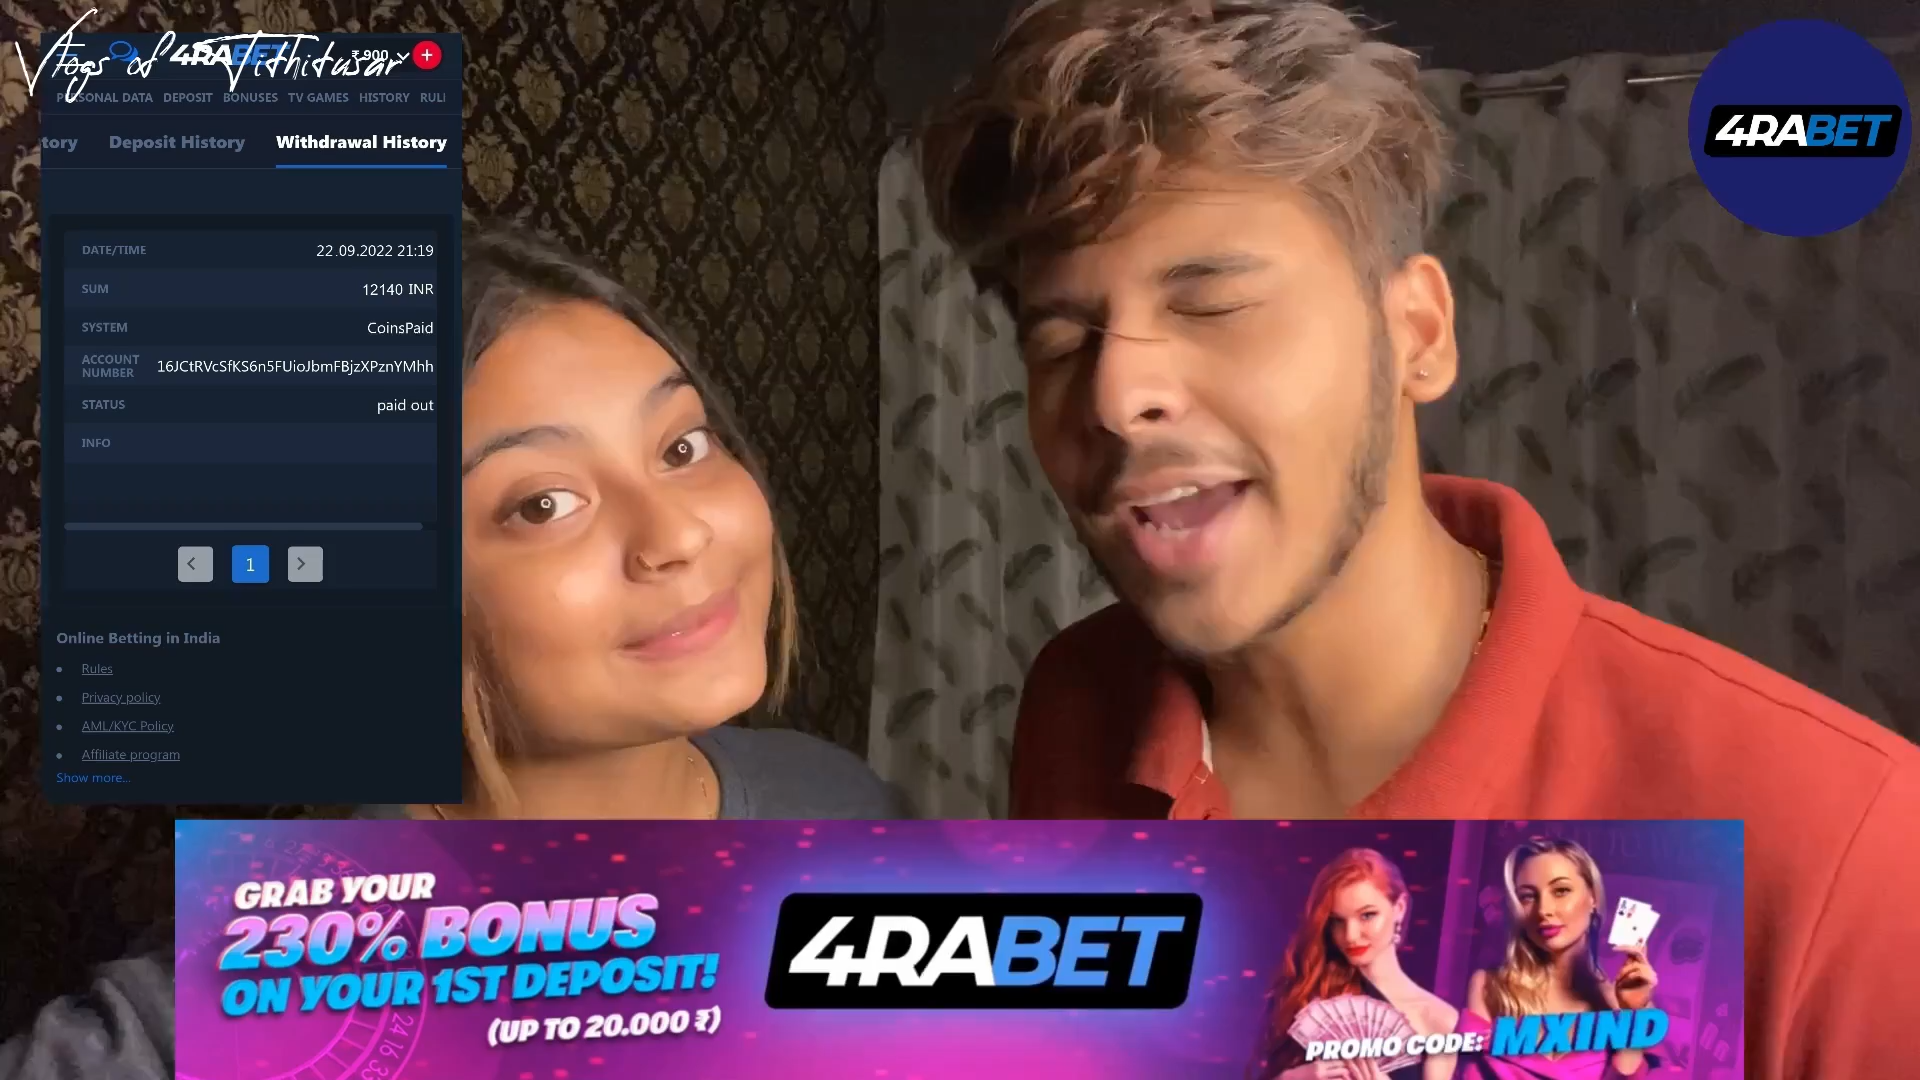 Vlogs of Tithitusar
4RABET
₹ 900
PERSONAL DATA DEPOSIT BONUSES TV GAMES HISTORY RULI
tory Deposit History Withdrawal History
DATE/TIME 22.09.2022 21:19
SUM 12140 INR
SYSTEM CoinsPaid
ACCOUNT
NUMBER 16JCtRVcSfKS6n5FUioJbmFBjzXPznYMhh
STATUS paid out
INFO
1
Online Betting in India
Rules
Privacy policy
AML/KYC Policy
Affiliate program
Show more...
4RABET
GRAB YOUR
230% BONUS
ON YOUR 1ST DEPOSIT!
(UP TO 20.000 ₹)
4RABET
PROMO CODE: MXIND